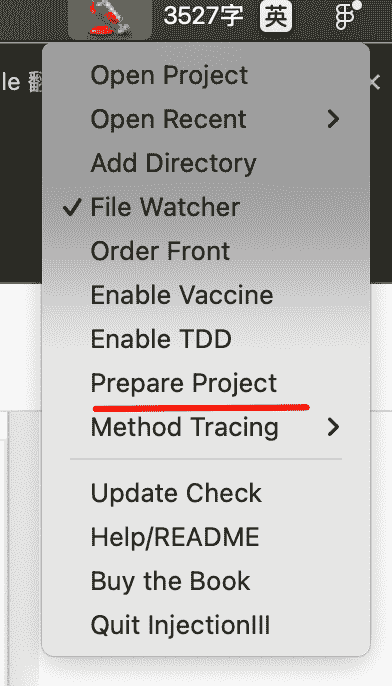 3527字 英
le 翻
Open Project
Open Recent
Add Directory
File Watcher
Order Front
Enable Vaccine
Enable TDD
Prepare Project
Method Tracing
Update Check
Help/README
Buy the Book
Quit InjectionIII